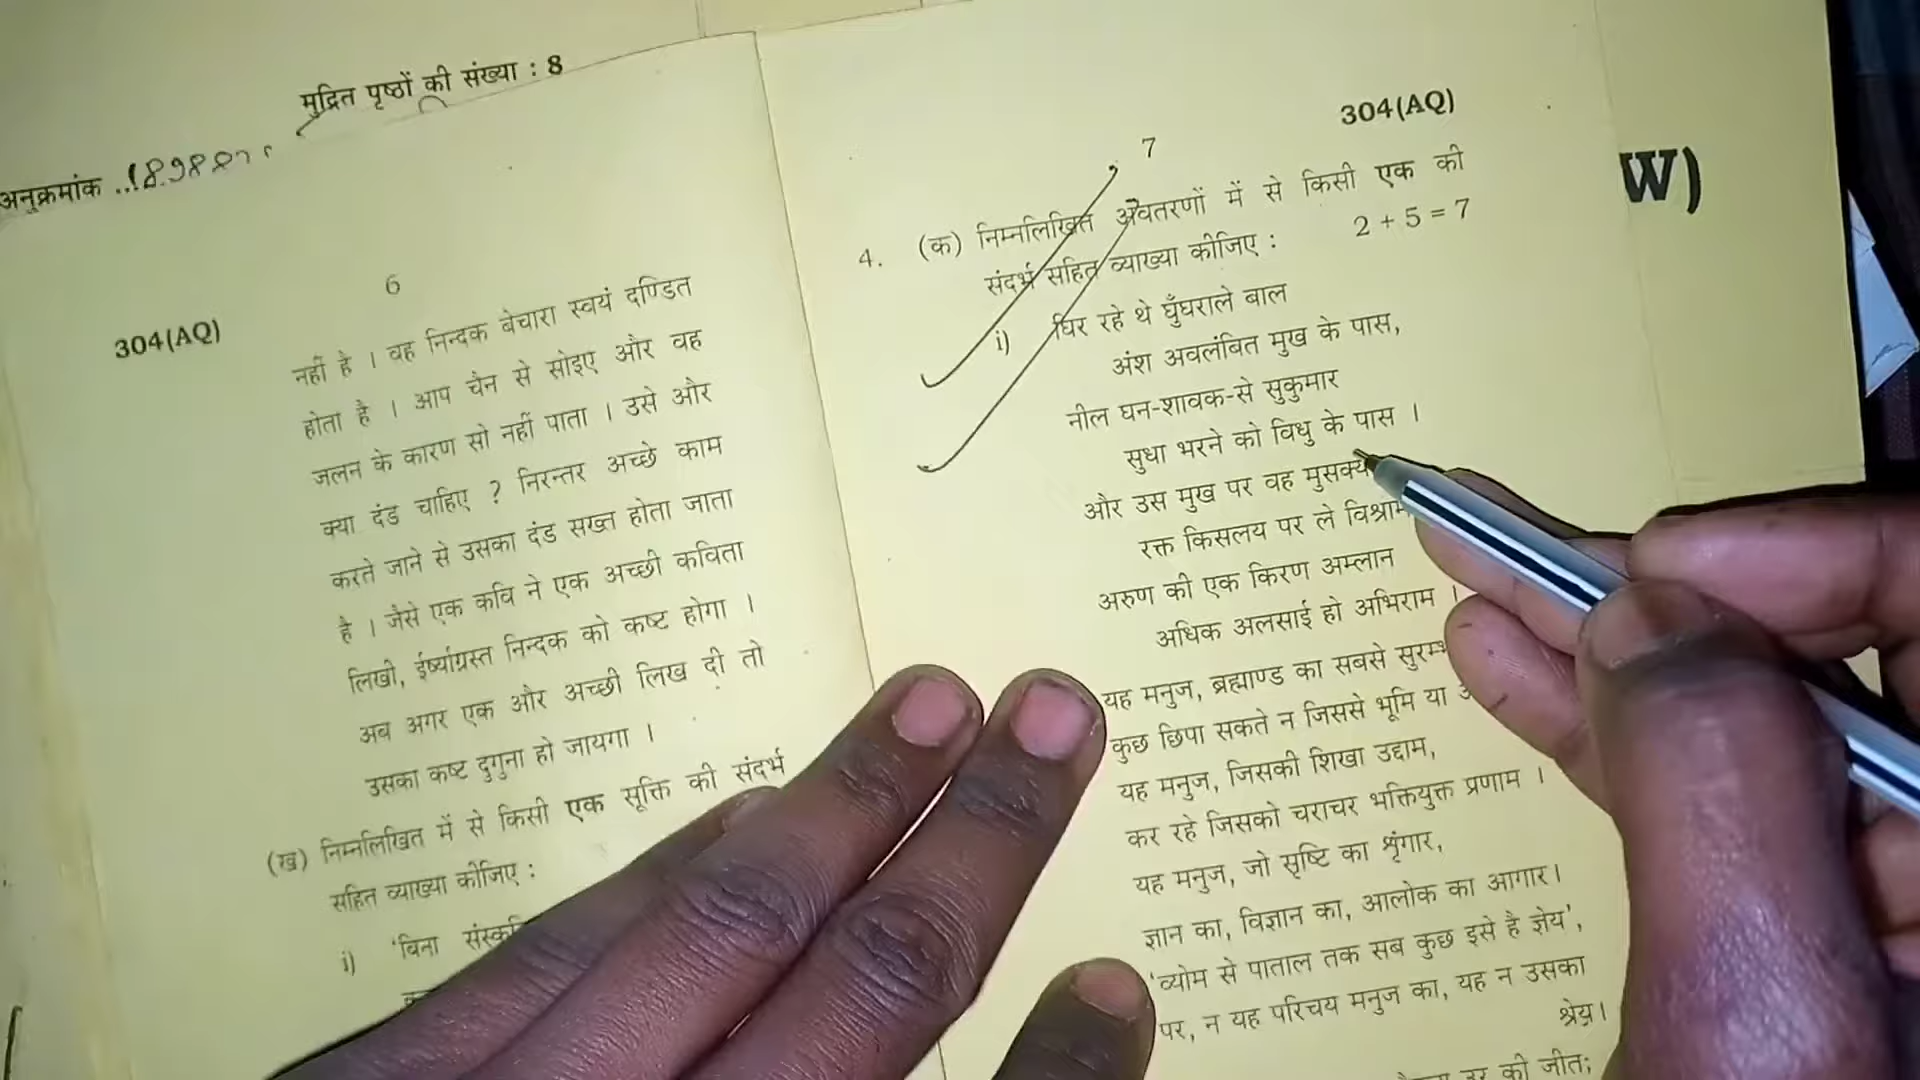 मुद्रित पृष्ठों की संख्या : 8
अनुक्रमांक
W)
6
304(AQ)
नहीं है । वह निन्दक बेचारा स्वयं दण्डित
होता है । आप चैन से सोइए और वह
जलन के कारण सो नहीं पाता । उसे और
क्या दंड चाहिए ? निरन्तर अच्छे काम
करते जाने से उसका दंड सख्त होता जाता
है । जैसे एक कवि ने एक अच्छी कविता
लिखी, ईर्ष्याग्रस्त निन्दक को कष्ट होगा ।
अब अगर एक और अच्छी लिख दी तो
उसका कष्ट दुगुना हो जायगा ।
(ख) निम्नलिखित में से किसी एक सूक्ति की संदर्भ
सहित व्याख्या कीजिए :
i) 'बिना
7
304(AQ)
4. (क) निम्नलिखित अवतरणों में से किसी एक की
संदर्भ सहित व्याख्या कीजिए : 2 + 5 = 7
i) घिर रहे थे घुँघराले बाल
अंश अवलंबित मुख के पास,
नील घन-शावक-से सुकुमार
सुधा भरने को विधु के पास ।
और उस मुख पर वह
रक्त किसलय पर ले विश्राम
अरुण की एक किरण अम्लान
अधिक अलसाई हो अभिराम ।
यह मनुज, ब्रह्माण्ड का सबसे
कुछ छिपा सकते न जिससे भूमि या
यह मनुज, जिसकी शिखा उद्दाम,
कर रहे जिसको चराचर भक्तियुक्त प्रणाम ।
यह मनुज, जो सृष्टि का शृंगार,
ज्ञान का, विज्ञान का, आलोक का आगार।
'व्योम से पाताल तक सब कुछ इसे है ज्ञेय',
पर, न यह परिचय मनुज का, यह न उसका
श्रेय।
उर की जीत;